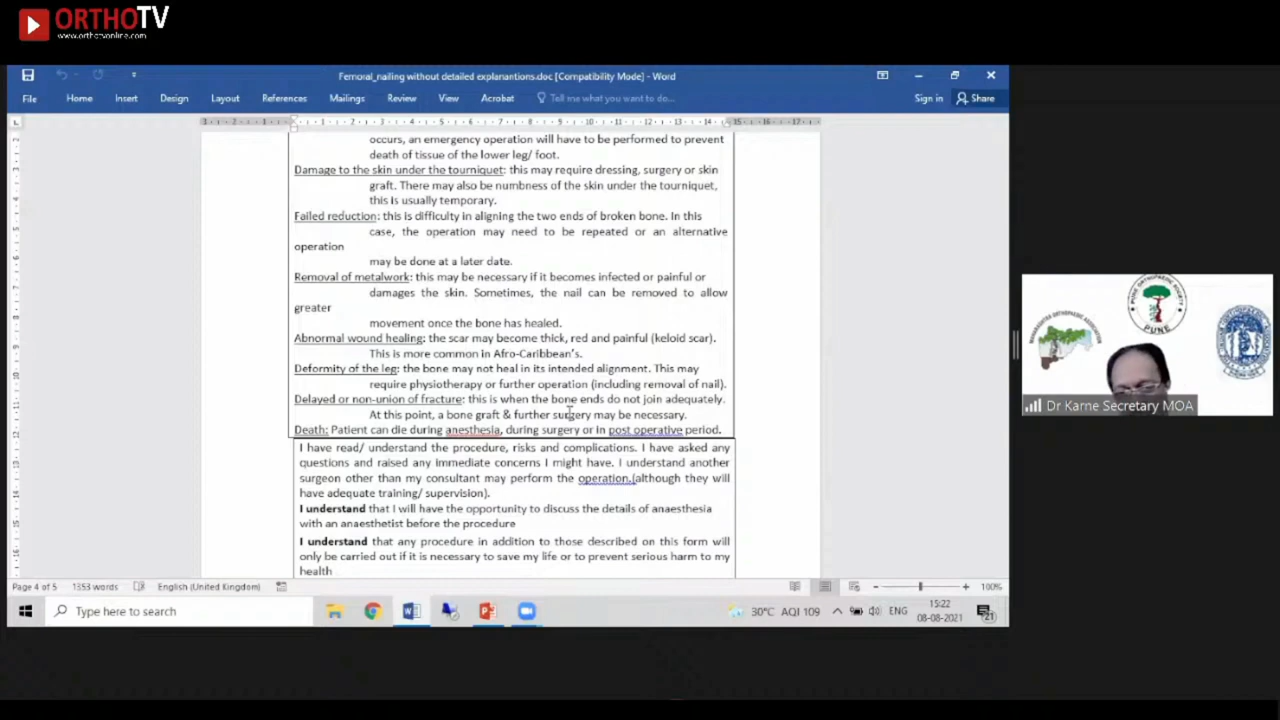 ORTHOTV
www.orthotvonline.com
Femoral_nailing without detailed explanantions.doc [Compatibility Mode] - Word
File Home Insert Design Layout References Mailings Review View Acrobat Tell me what you want to do... Sign in Share
occurs, an emergency operation will have to be performed to prevent
death of tissue of the lower leg/ foot.
Damage to the skin under the tourniquet: this may require dressing, surgery or skin
graft. There may also be numbness of the skin under the tourniquet,
this is usually temporary.
Failed reduction: this is difficulty in aligning the two ends of broken bone. In this
case, the operation may need to be repeated or an alternative
operation
may be done at a later date.
Removal of metalwork: this may be necessary if it becomes infected or painful or
damages the skin. Sometimes, the nail can be removed to allow
greater
movement once the bone has healed.
Abnormal wound healing: the scar may become thick, red and painful (keloid scar).
This is more common in Afro-Caribbean's.
Deformity of the leg: the bone may not heal in its intended alignment. This may
require physiotherapy or further operation (including removal of nail).
Delayed or non-union of fracture: this is when the bone ends do not join adequately.
At this point, a bone graft & further surgery may be necessary.
Death: Patient can die during anesthesia, during surgery or in post operative period.
I have read/ understand the procedure, risks and complications. I have asked any
questions and raised any immediate concerns I might have. I understand another
surgeon other than my consultant may perform the operation.(although they will
have adequate training/ supervision).
I understand that I will have the opportunity to discuss the details of anaesthesia
with an anaesthetist before the procedure
I understand that any procedure in addition to those described on this form will
only be carried out if it is necessary to save my life or to prevent serious harm to my
health
Page 4 of 5 1353 words English (United Kingdom) 100%
Type here to search
30°C AQI 109 ENG
15:22
08-08-2021
21
PUNE ORTHOPAEDIC SOCIETY
PUNE
MAHARASHTRA ORTHOPAEDIC ASSOCIATION
Dr Karne Secretary MOA